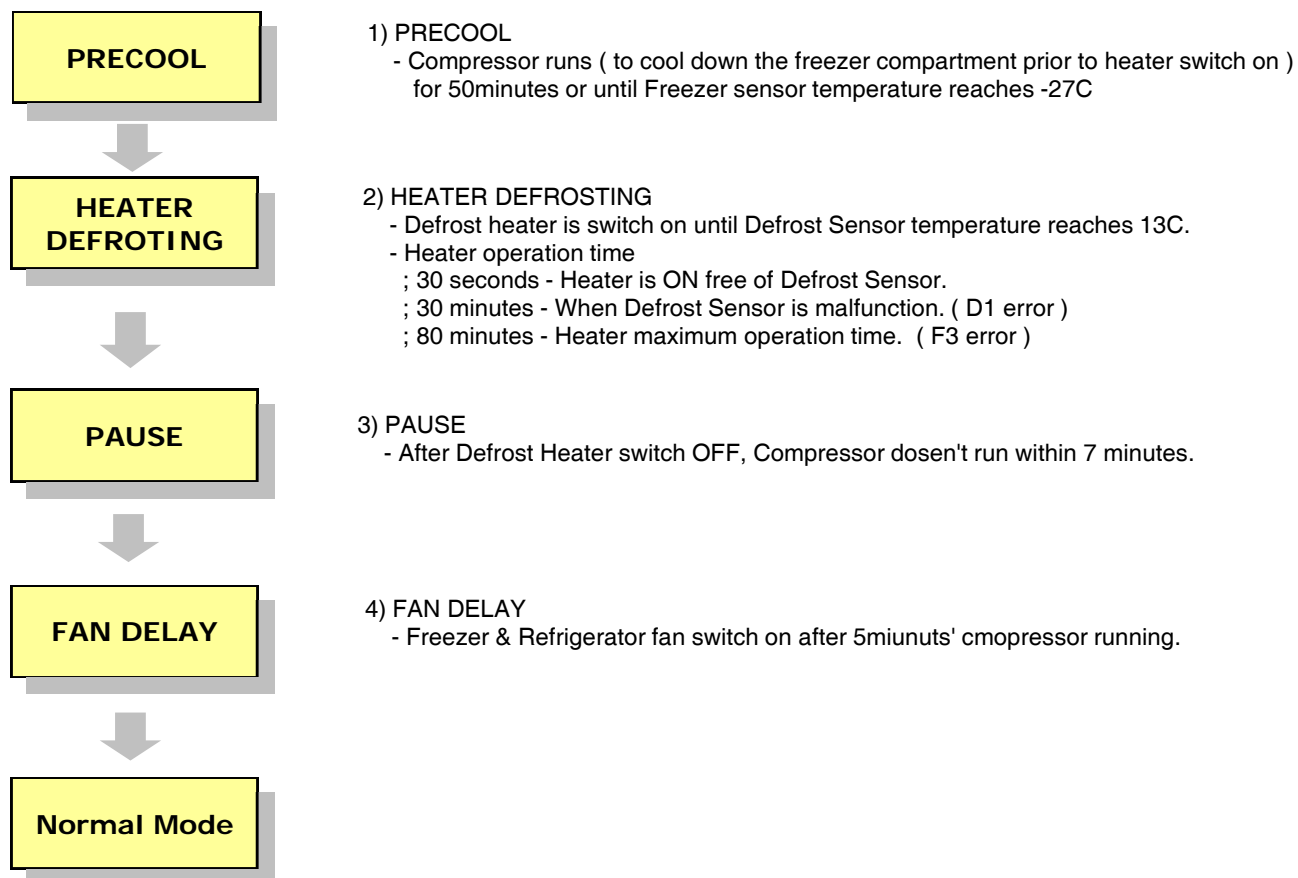 PRECOOL
1) PRECOOL
- Compressor runs ( to cool down the freezer compartment prior to heater switch on )
for 50minutes or until Freezer sensor temperature reaches -27C
HEATER
DEFROTING
2) HEATER DEFROSTING
- Defrost heater is switch on until Defrost Sensor temperature reaches 13C.
- Heater operation time
; 30 seconds - Heater is ON free of Defrost Sensor.
; 30 minutes - When Defrost Sensor is malfunction. ( D1 error )
; 80 minutes - Heater maximum operation time. ( F3 error )
PAUSE
3) PAUSE
- After Defrost Heater switch OFF, Compressor dosen't run within 7 minutes.
FAN DELAY
4) FAN DELAY
- Freezer & Refrigerator fan switch on after 5miunuts' cmopressor running.
Normal Mode